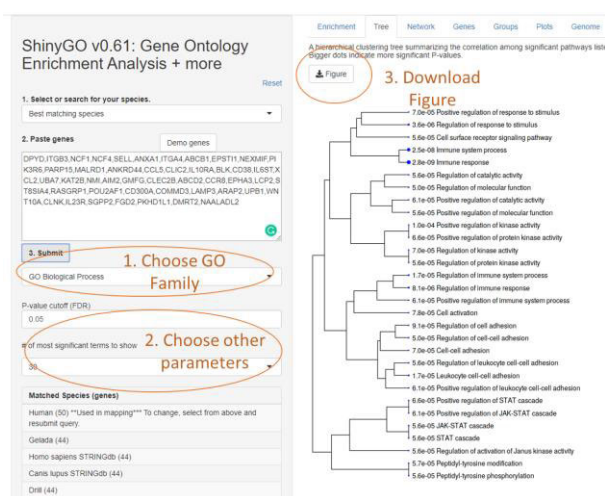 ShinyGO v0.61: Gene Ontology
Enrichment Analysis + more
Reset
1. Select or search for your species.
Best matching species
2. Paste genes
Demo genes
DPYD,ITGB3,NCF1,NCF4,SELL,ANXA1,ITGA4,ABCB1,EPSTI1,NEXMIF,PI
K3R6,PARP15,MALRD1,ANKRD44,CCL5,CLIC2,IL10RA,BLK,CD38,IL6ST,X
CL2,UBA7,KAT2B,NMI,AIM2,GMFG,CLEC2B,ABCD2,CCR8,EPHA3,LCP2,S
T8SIA4,RASGRP1,POU2AF1,CD300A,COMMD3,LAMP3,ARAP2,UPB1,WN
T10A,CLNK,IL23R,SGPP2,FGD2,PKHD1L1,DMRT2,NAALADL2
3. Submit
1. Choose GO
Family
GO Biological Process
P-value cutoff (FDR)
0.05
# of most significant terms to show
2. Choose other
parameters
30
Matched Species (genes)
Human (50) **Used in mapping*** To change, select from above and
resubmit query.
Gelada (44)
Homo sapiens STRINGdb (44)
Canis lupus STRINGdb (44)
Drill (44)
Enrichment Tree Network Genes Groups Plots Genome
A hierarchical clustering tree summarizing the correlation among significant pathways liste
Bigger dots indicate more significant P-values.
Figure
3. Download
Figure
7.0e-05 Positive regulation of response to stimulus
3.6e-06 Regulation of response to stimulus
5.6e-05 Cell surface receptor signaling pathway
2.5e-08 Immune system process
2.8e-09 Immune response
5.6e-05 Regulation of catalytic activity
5.0e-05 Regulation of molecular function
6.1e-05 Positive regulation of catalytic activity
5.6e-05 Positive regulation of molecular function
1.0e-04 Positive regulation of kinase activity
6.6e-05 Positive regulation of protein kinase activity
7.0e-05 Regulation of kinase activity
5.6e-05 Regulation of protein kinase activity
1.7e-05 Regulation of immune system process
8.1e-06 Regulation of immune response
6.1e-05 Positive regulation of immune system process
7.8e-05 Cell activation
9.1e-05 Regulation of cell adhesion
5.0e-05 Regulation of cell-cell adhesion
7.0e-05 Cell-cell adhesion
5.6e-05 Regulation of leukocyte cell-cell adhesion
1.7e-05 Leukocyte cell-cell adhesion
6.1e-05 Positive regulation of leukocyte cell-cell adhesion
6.6e-05 Positive regulation of STAT cascade
6.1e-05 Positive regulation of JAK-STAT cascade
5.6e-05 JAK-STAT cascade
5.6e-05 STAT cascade
5.8e-05 Regulation of activation of Janus kinase activity
5.7e-05 Peptidyl-tyrosine modification
5.6e-05 Peptidyl-tyrosine phosphorylation